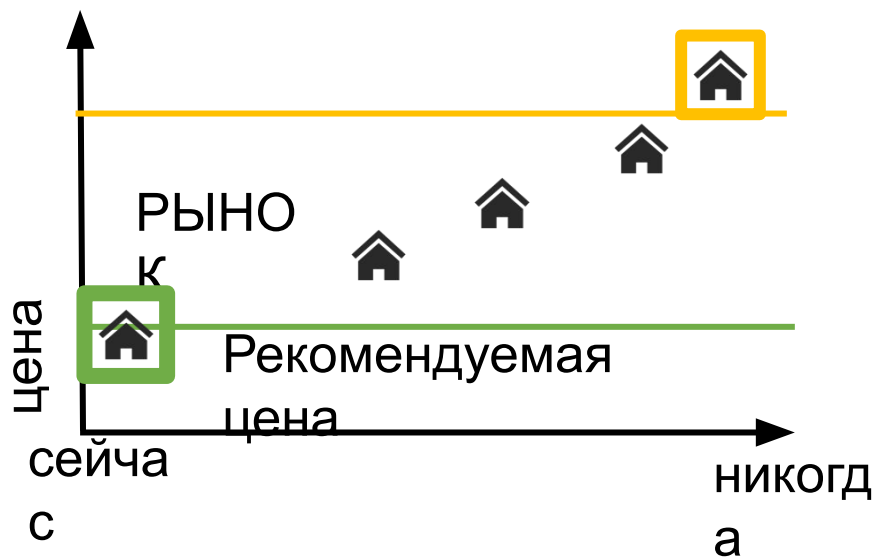 РЫНО
К
цена
Рекомендуемая
цена
сейча
с
никогд
а